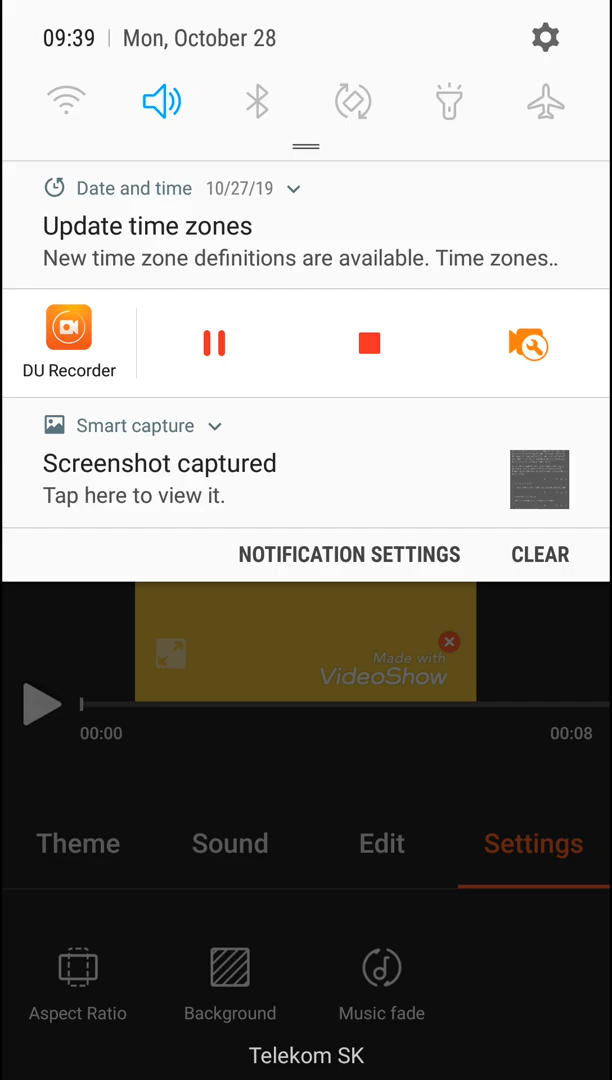 09:39 | Mon, October 28
Date and time 10/27/19
Update time zones
New time zone definitions are available. Time zones..
DU Recorder
Smart capture
Screenshot captured
Tap here to view it.
NOTIFICATION SETTINGS CLEAR
Made with
VideoShow
00:00 00:08
Theme Sound Edit Settings
Aspect Ratio Background Music fade
Telekom SK